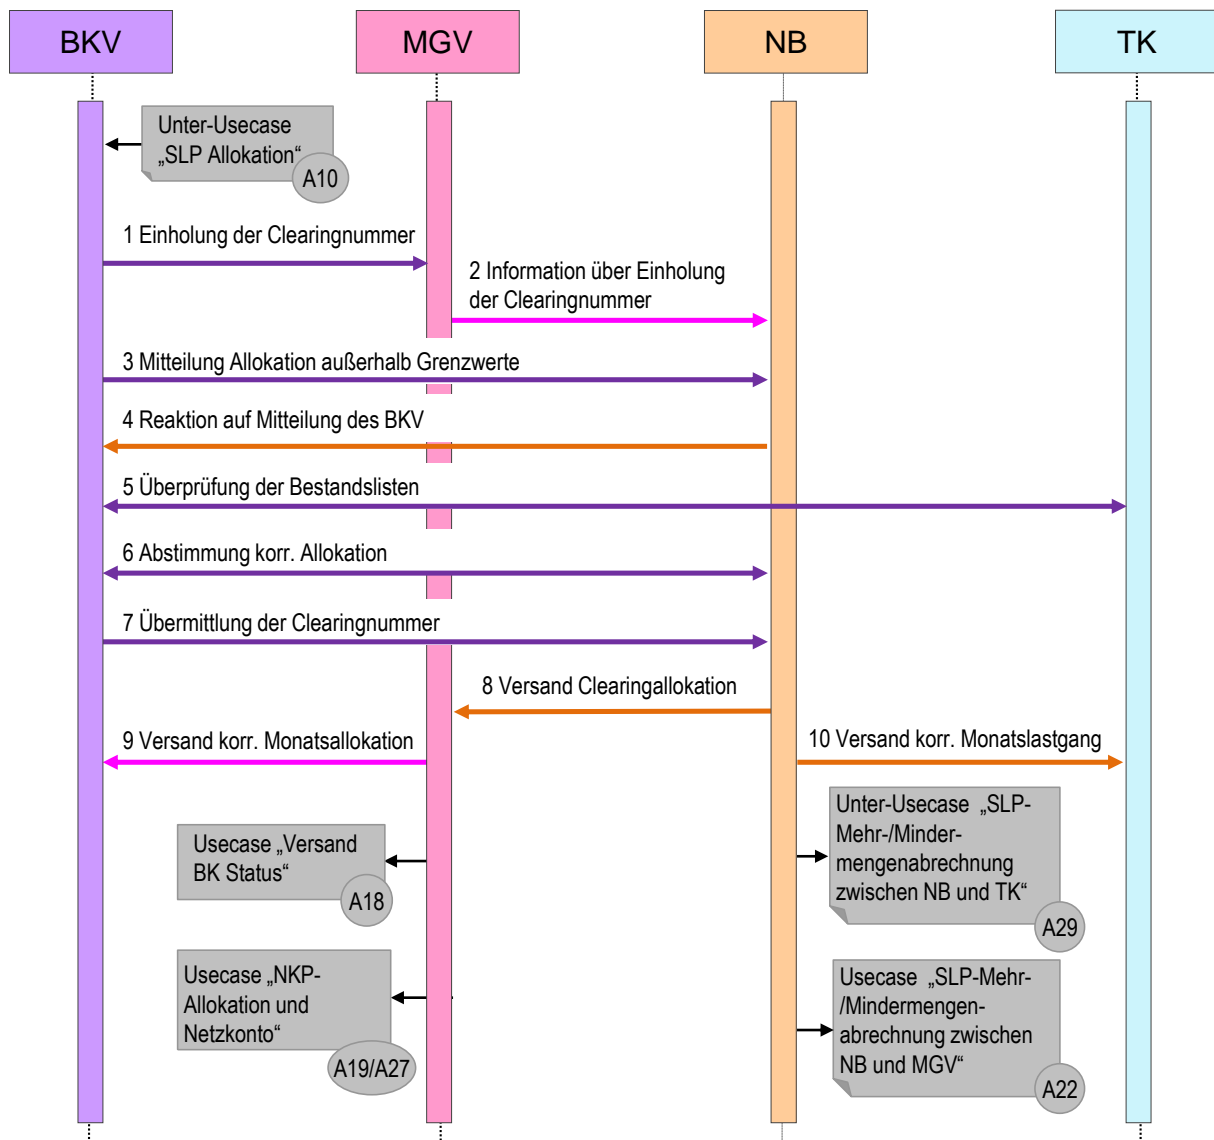 BKV
MGV
NB
TK
Unter-Usecase
„SLP Allokation“
A10
1 Einholung der Clearingnummer
2 Information über Einholung
der Clearingnummer
3 Mitteilung Allokation außerhalb Grenzwerte
4 Reaktion auf Mitteilung des BKV
5 Überprüfung der Bestandslisten
6 Abstimmung korr. Allokation
7 Übermittlung der Clearingnummer
8 Versand Clearingallokation
9 Versand korr. Monatsallokation
10 Versand korr. Monatslastgang
Usecase „Versand
BK Status“
A18
Unter-Usecase „SLP-
Mehr-/Minder-
mengenabrechnung
zwischen NB und TK“
A29
Usecase „NKP-
Allokation und
Netzkonto“
A19/A27
Usecase „SLP-Mehr-
/Mindermengen-
abrechnung zwischen
NB und MGV“
A22